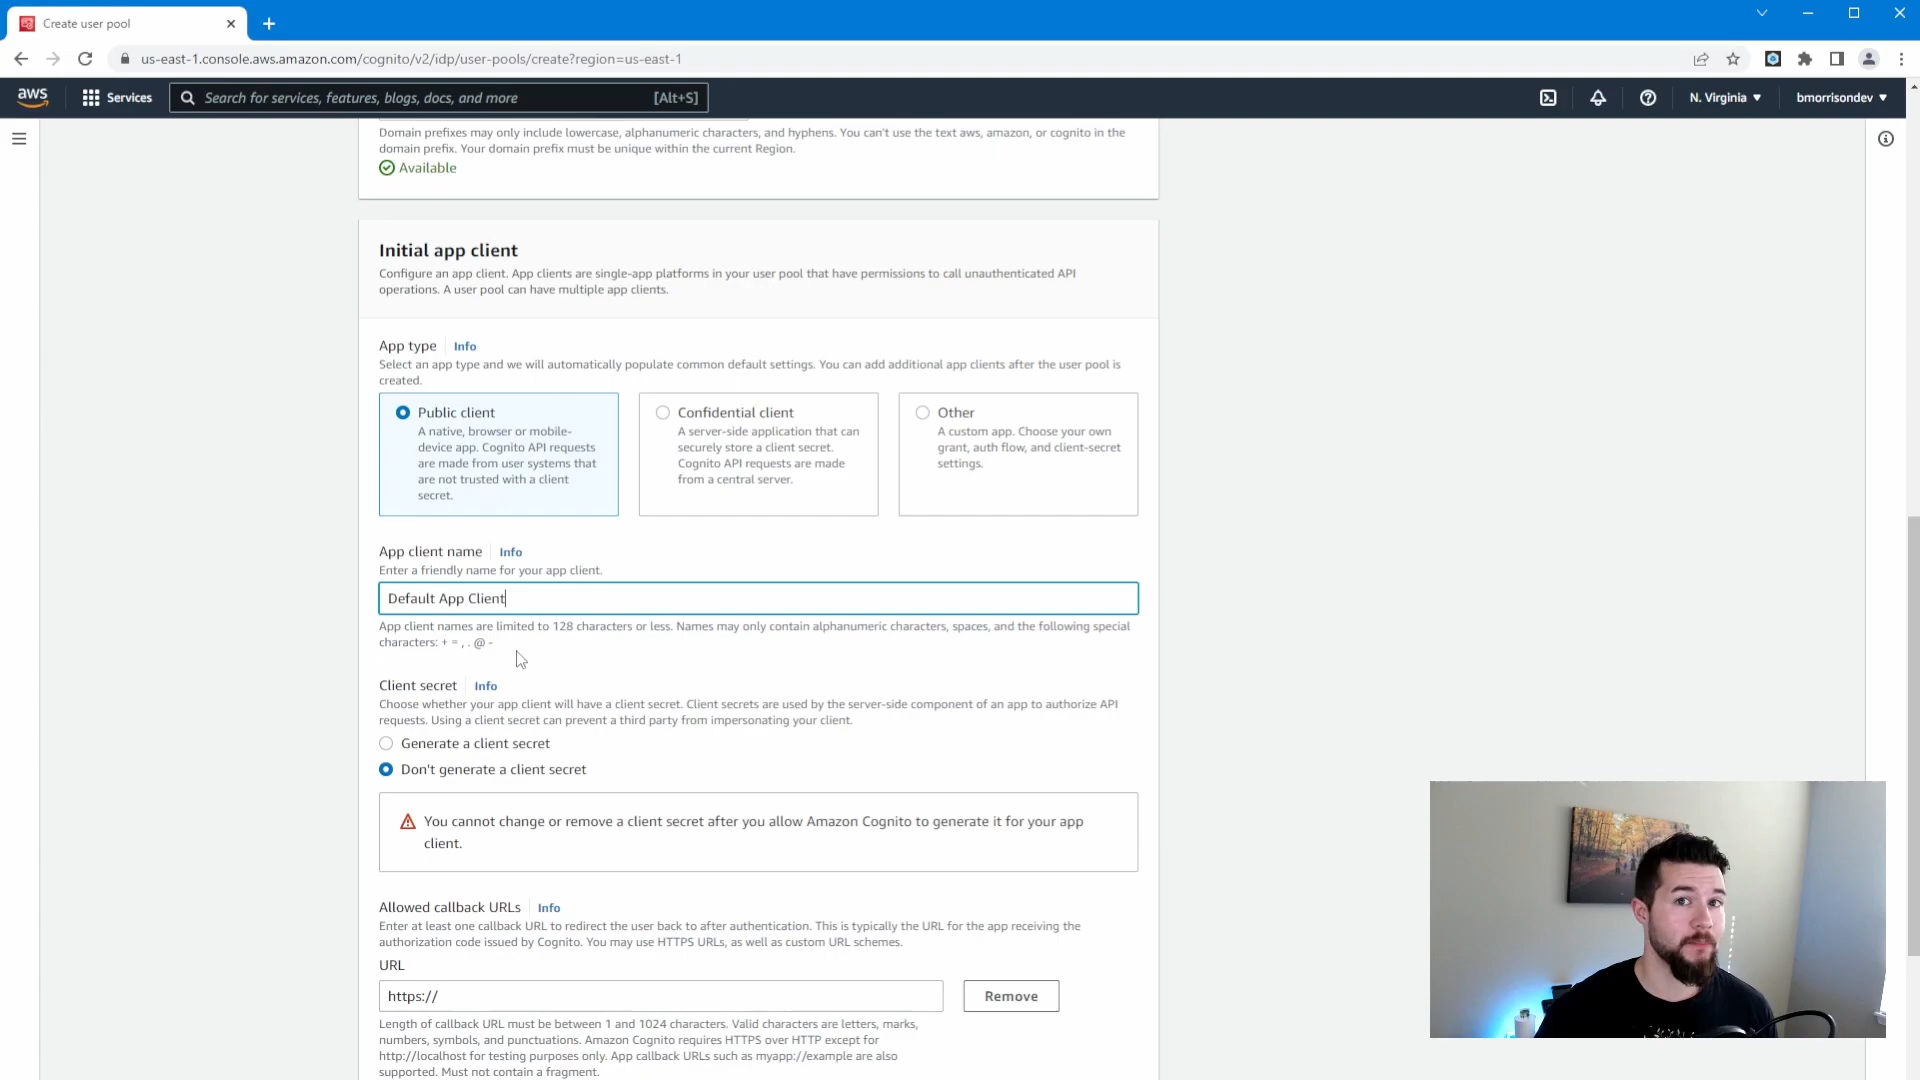 Create user pool
us-east-1.console.aws.amazon.com/cognito/v2/idp/user-pools/create?region=us-east-1
aws
Services
Search for services, features, blogs, docs, and more
[Alt+S]
N. Virginia ▼
bmorrisondev ▼
Domain prefixes may only include lowercase, alphanumeric characters, and hyphens. You can't use the text aws, amazon, or cognito in the
domain prefix. Your domain prefix must be unique within the current Region.
Available
Initial app client
Configure an app client. App clients are single-app platforms in your user pool that have permissions to call unauthenticated API
operations. A user pool can have multiple app clients.
App type Info
Select an app type and we will automatically populate common default settings. You can add additional app clients after the user pool is
created.
Public client
A native, browser or mobile-
device app. Cognito API requests
are made from user systems that
are not trusted with a client
secret.
Confidential client
A server-side application that can
securely store a client secret.
Cognito API requests are made
from a central server.
Other
A custom app. Choose your own
grant, auth flow, and client-secret
settings.
App client name Info
Enter a friendly name for your app client.
Default App Client
App client names are limited to 128 characters or less. Names may only contain alphanumeric characters, spaces, and the following special
characters: + = , . @ -
Client secret Info
Choose whether your app client will have a client secret. Client secrets are used by the server-side component of an app to authorize API
requests. Using a client secret can prevent a third party from impersonating your client.
Generate a client secret
Don't generate a client secret
You cannot change or remove a client secret after you allow Amazon Cognito to generate it for your app
client.
Allowed callback URLs Info
Enter at least one callback URL to redirect the user back to after authentication. This is typically the URL for the app receiving the
authorization code issued by Cognito. You may use HTTPS URLs, as well as custom URL schemes.
URL
https://
Remove
Length of callback URL must be between 1 and 1024 characters. Valid characters are letters, marks,
numbers, symbols, and punctuations. Amazon Cognito requires HTTPS over HTTP except for
http://localhost for testing purposes only. App callback URLs such as myapp://example are also
supported. Must not contain a fragment.